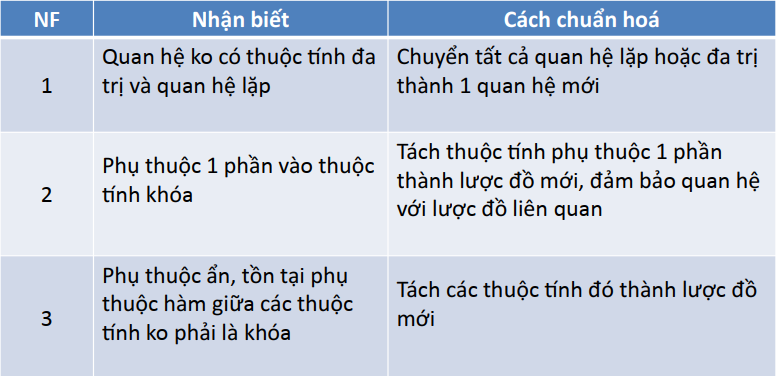 NF Nhận biết Cách chuẩn hoá
1
Quan hệ ko có thuộc tính đa
trị và quan hệ lặp
Chuyển tất cả quan hệ lặp hoặc đa trị
thành 1 quan hệ mới
2
Phụ thuộc 1 phần vào thuộc
tính khóa
Tách thuộc tính phụ thuộc 1 phần
thành lược đồ mới, đảm bảo quan hệ
với lược đồ liên quan
3
Phụ thuộc ẩn, tồn tại phụ
thuộc hàm giữa các thuộc
tính ko phải là khóa
Tách các thuộc tính đó thành lược đồ
mới